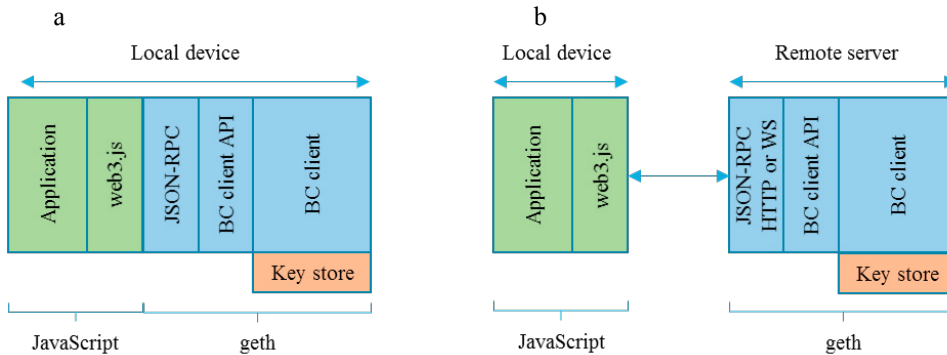 a
Local device
Application
web3.js
JSON-RPC
BC client API
BC client
Key store
JavaScript
geth
b
Local device
Remote server
Application
web3.js
JSON-RPC
HTTP or WS
BC client API
BC client
Key store
JavaScript
geth